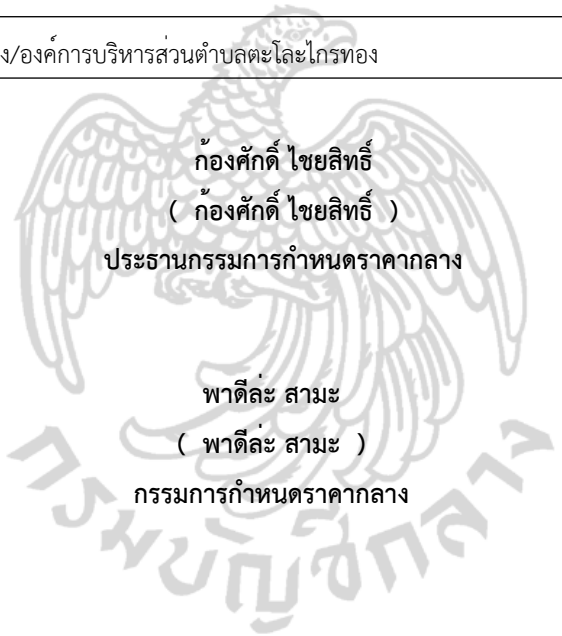 ง/องค์การบริหารส่วนตำบลตะโละไกรทอง
ก้องศักดิ์ ไชยสิทธิ์
( ก้องศักดิ์ ไชยสิทธิ์ )
ประธานกรรมการกำหนดราคากลาง
พาดีล่ะ สามะ
( พาดีล่ะ สามะ )
กรรมการกำหนดราคากลาง
กรมบัญชีกลาง